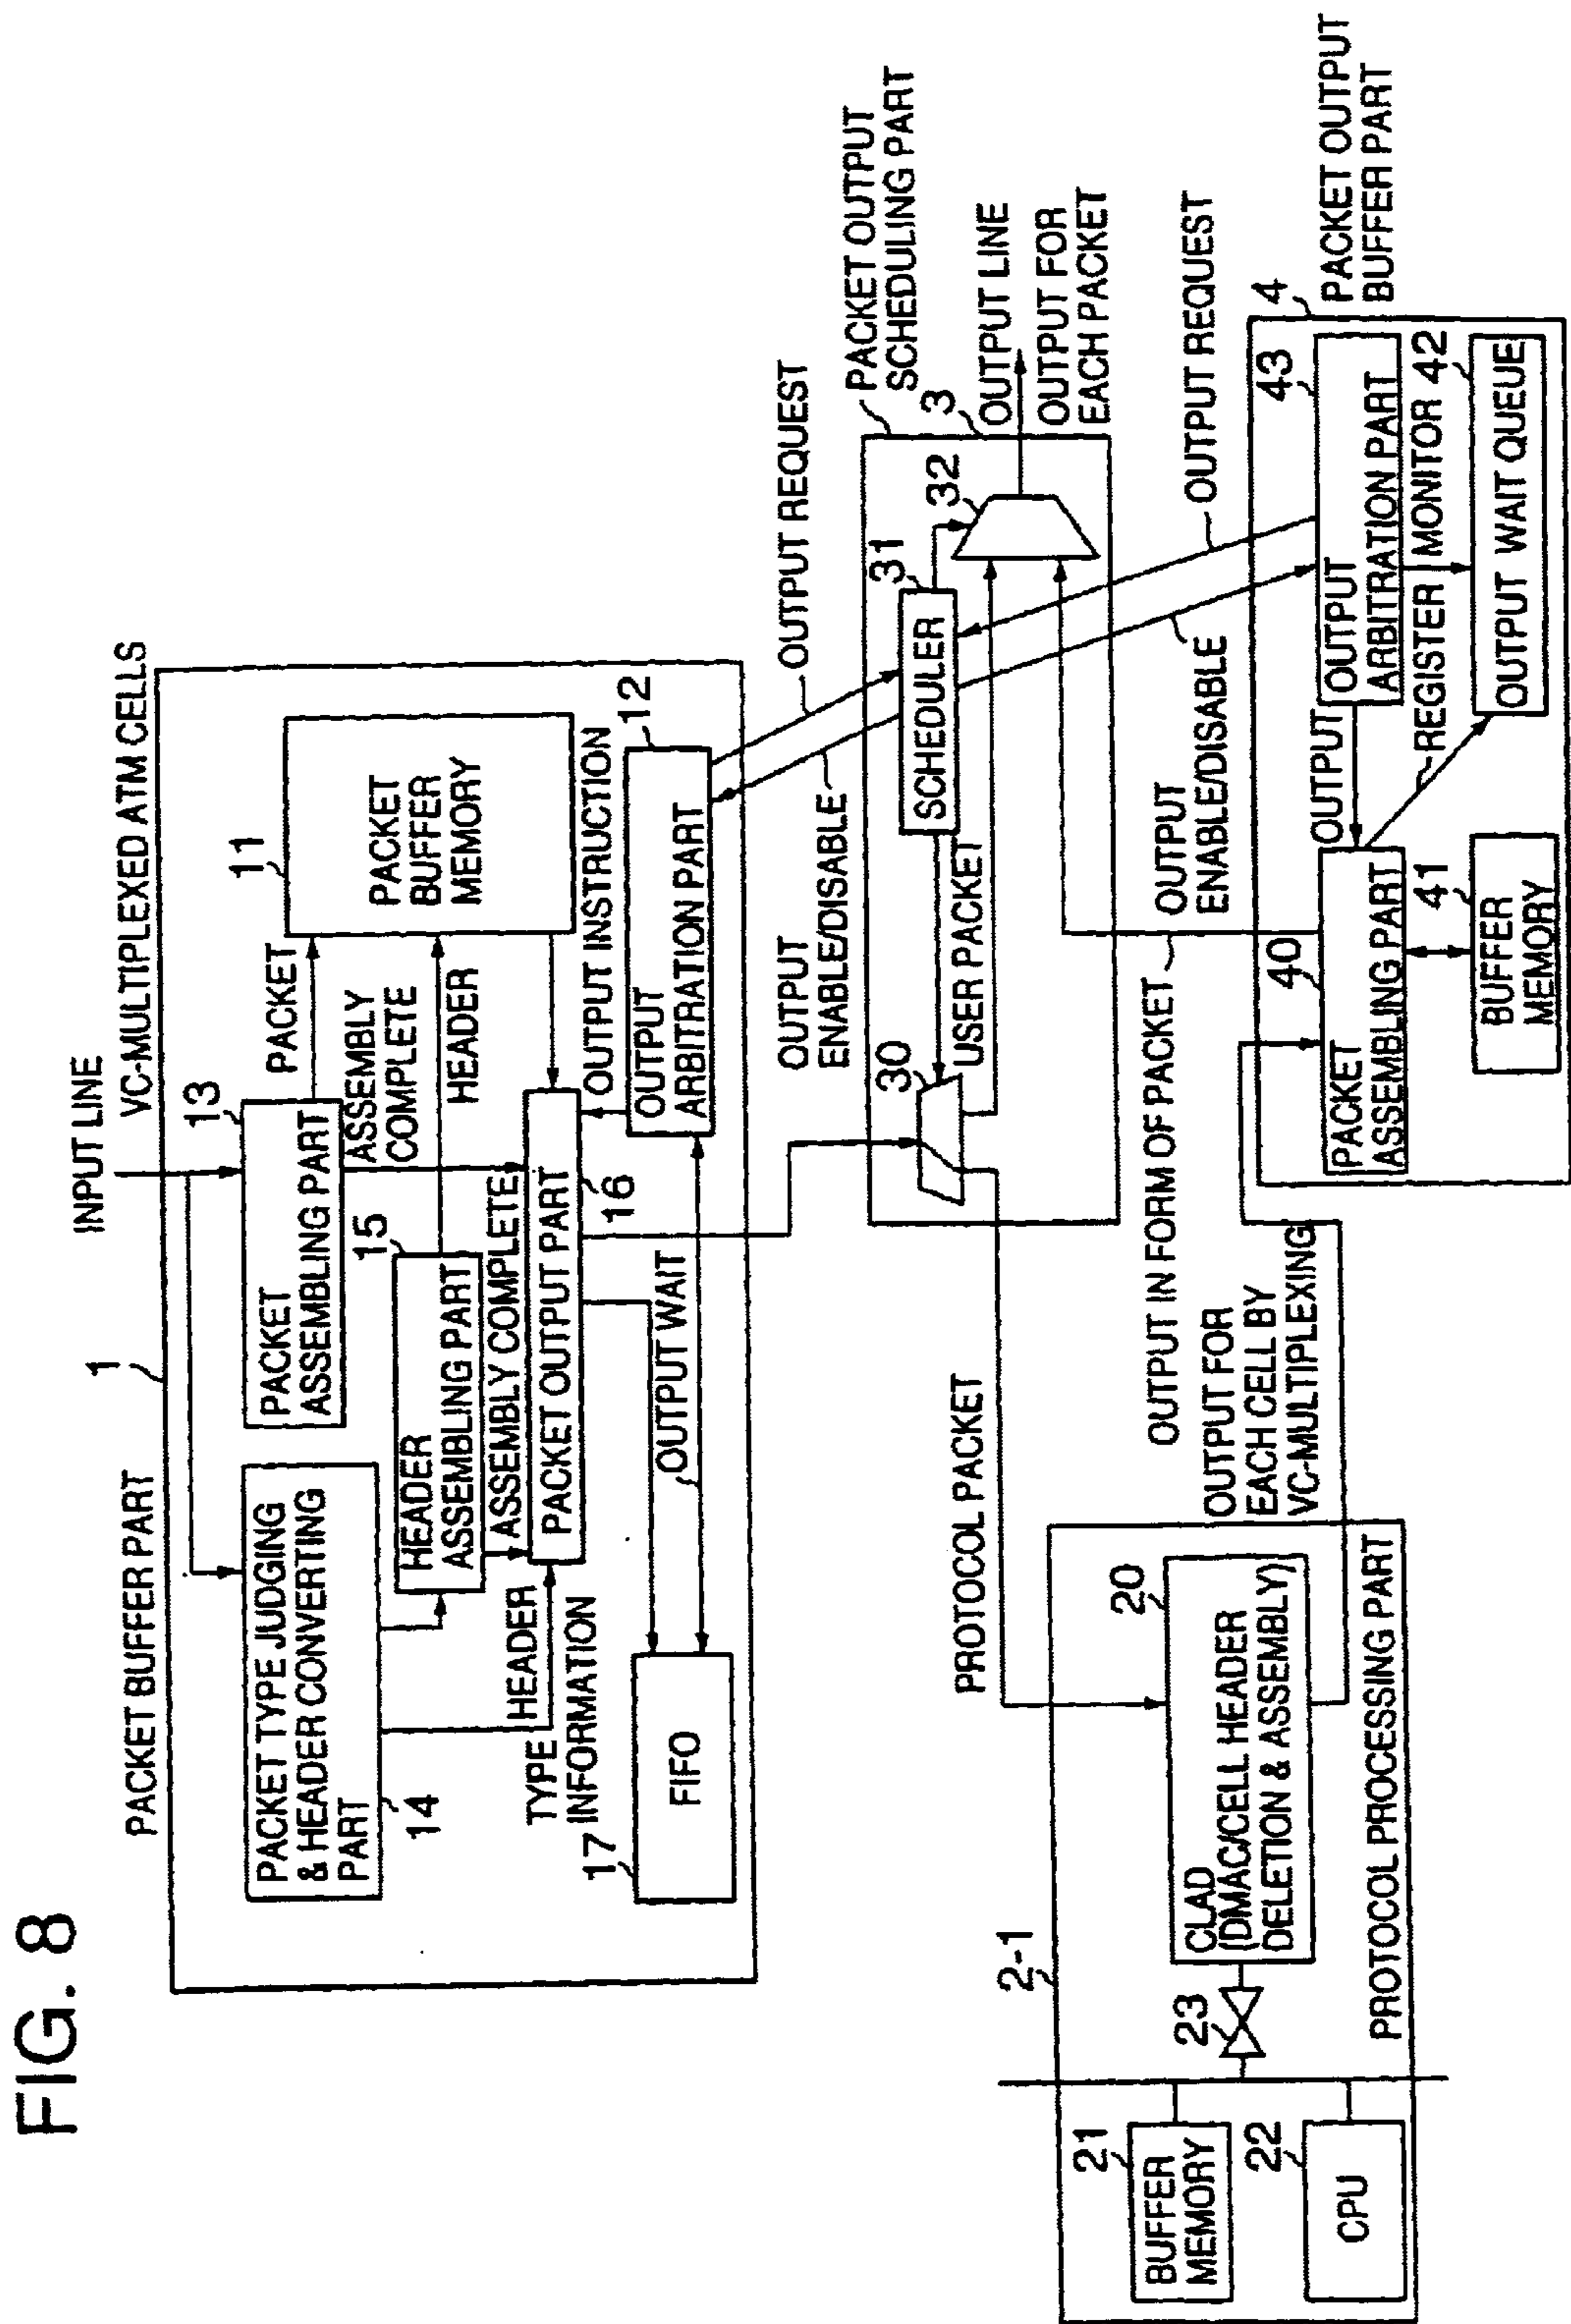 FIG. 8
PACKET BUFFER PART
1
INPUT LINE
VC-MULTIPLEXED ATM CELLS
PACKET TYPE JUDGING
& HEADER CONVERTING
PART
14
13
PACKET
ASSEMBLING PART
PACKET
11
PACKET
BUFFER
MEMORY
ASSEMBLY
COMPLETE
15
HEADER
ASSEMBLING PART
HEADER
ASSEMBLY COMPLETE
HEADER
PACKET OUTPUT PART
16
TYPE
INFORMATION
OUTPUT INSTRUCTION
12
OUTPUT
ARBITRATION PART
17
FIFO
OUTPUT WAIT
OUTPUT REQUEST
OUTPUT
ENABLE/DISABLE
PACKET OUTPUT
SCHEDULING PART
3
30
31
SCHEDULER
32
USER PACKET
OUTPUT LINE
OUTPUT FOR
EACH PACKET
PROTOCOL PACKET
OUTPUT REQUEST
OUTPUT
ENABLE/DISABLE
OUTPUT IN FORM OF PACKET
OUTPUT FOR
EACH CELL BY
VC-MULTIPLEXING
2-1
20
CLAD
(DMAC/CELL HEADER
DELETION & ASSEMBLY)
23
21
BUFFER
MEMORY
22
CPU
PROTOCOL PROCESSING PART
4
PACKET OUTPUT
BUFFER PART
40
PACKET
ASSEMBLING PART
OUTPUT
43
OUTPUT
ARBITRATION PART
41
BUFFER
MEMORY
REGISTER
MONITOR
42
OUTPUT WAIT QUEUE